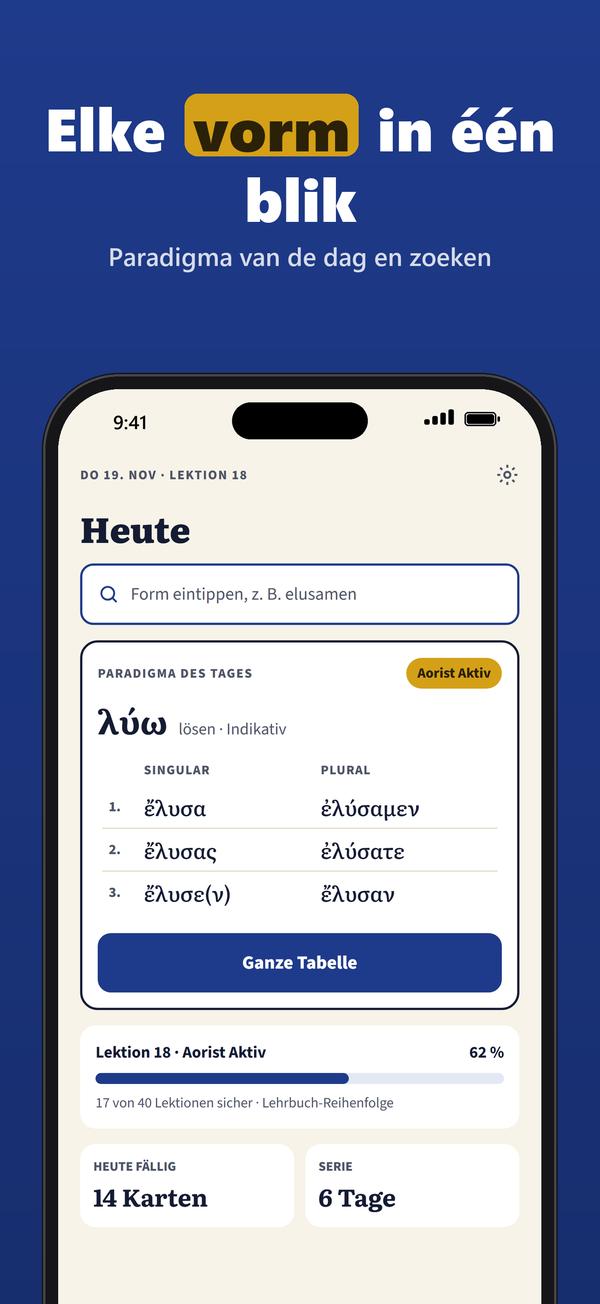 Elke vorm in één
blik
Paradigma van de dag en zoeken
9:41
DO 19. NOV · LEKTION 18
Heute
Form eintippen, z. B. elusamen
PARADIGMA DES TAGES
Aorist Aktiv
λύω lösen · Indikativ
SINGULAR PLURAL
1. ἔλυσα ἐλύσαμεν
2. ἔλυσας ἐλύσατε
3. ἔλυσε(ν) ἔλυσαν
Ganze Tabelle
Lektion 18 · Aorist Aktiv 62 %
17 von 40 Lektionen sicher · Lehrbuch-Reihenfolge
HEUTE FÄLLIG
14 Karten
SERIE
6 Tage